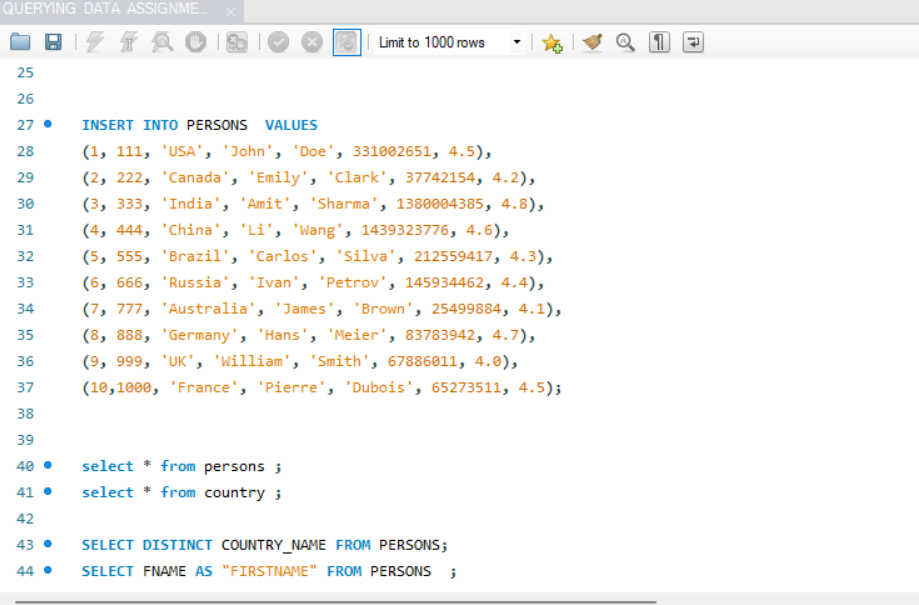 QUERYING DATA ASSIGNME...
Limit to 1000 rows
25
26
27 INSERT INTO PERSONS  VALUES
28 (1, 111, 'USA', 'John', 'Doe', 331002651, 4.5),
29 (2, 222, 'Canada', 'Emily', 'Clark', 37742154, 4.2),
30 (3, 333, 'India', 'Amit', 'Sharma', 1380004385, 4.8),
31 (4, 444, 'China', 'Li', 'Wang', 1439323776, 4.6),
32 (5, 555, 'Brazil', 'Carlos', 'Silva', 212559417, 4.3),
33 (6, 666, 'Russia', 'Ivan', 'Petrov', 145934462, 4.4),
34 (7, 777, 'Australia', 'James', 'Brown', 25499884, 4.1),
35 (8, 888, 'Germany', 'Hans', 'Meier', 83783942, 4.7),
36 (9, 999, 'UK', 'William', 'Smith', 67886011, 4.0),
37 (10,1000, 'France', 'Pierre', 'Dubois', 65273511, 4.5);
38
39
40 select * from persons ;
41 select * from country ;
42
43 SELECT DISTINCT COUNTRY_NAME FROM PERSONS;
44 SELECT FNAME AS "FIRSTNAME" FROM PERSONS  ;